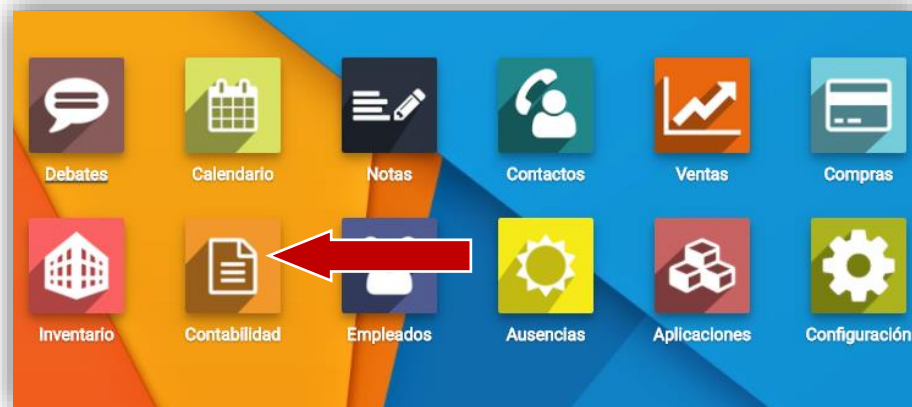 Debates Calendario Notas Contactos Ventas Compras
Inventario Contabilidad Empleados Ausencias Aplicaciones Configuración